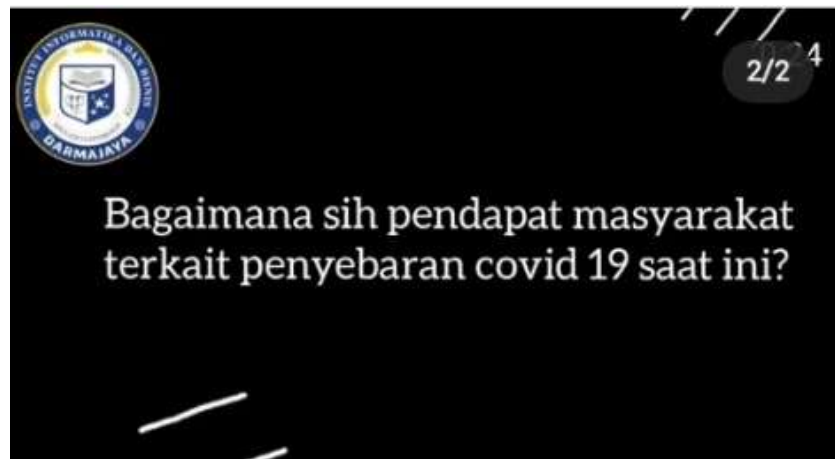 INSTITUT INFORMATIKA DAN BISNIS
DARMAJAYA
2/2
Bagaimana sih pendapat masyarakat
terkait penyebaran covid 19 saat ini?